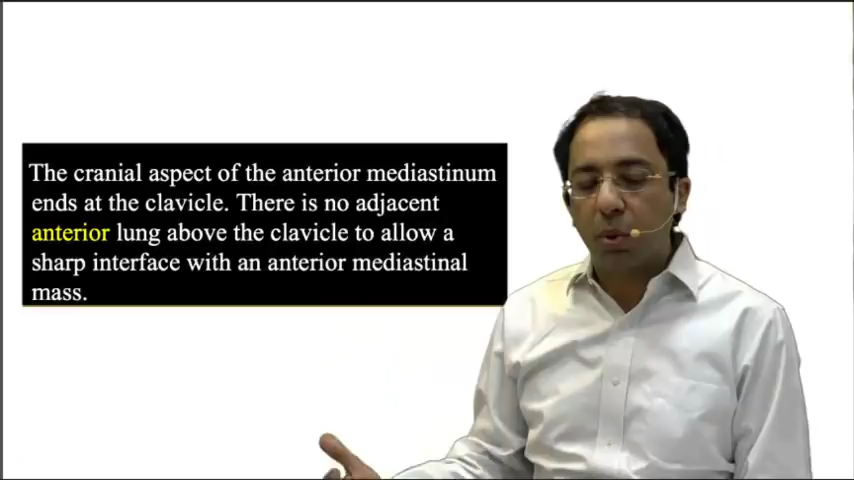 The cranial aspect of the anterior mediastinum
ends at the clavicle. There is no adjacent
anterior lung above the clavicle to allow a
sharp interface with an anterior mediastinal
mass.